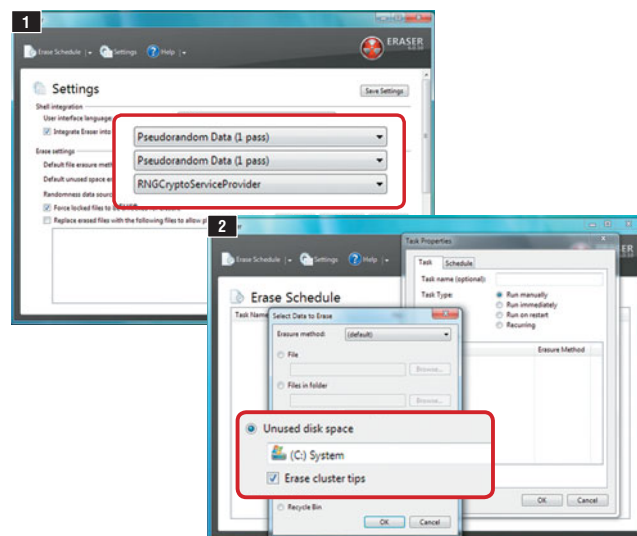 1
ERASER
Erase Schedule
Settings
Help
Settings
Save Settings
Shell integration
User interface language
Integrate Eraser into
Pseudorandom Data (1 pass)
Erase settings
Default file erasure meth
Pseudorandom Data (1 pass)
Default unused space er
Randomness data sourc
RNGCryptoServiceProvider
Force locked files to
Replace erased files with the following files to allow p
2
ER
Erase Schedule
Settings
Help
Erase Schedule
Task Name
Task Properties
Task
Schedule
Task name (optional):
Task Type:
Run manually
Run immediately
Run on restart
Recurring
Erasure Method
OK
Cancel
Select Data to Erase
Erasure method:
(default)
File
Browse...
Files in folder
Browse...
Unused disk space
(C:) System
Erase cluster tips
Recycle Bin
OK
Cancel